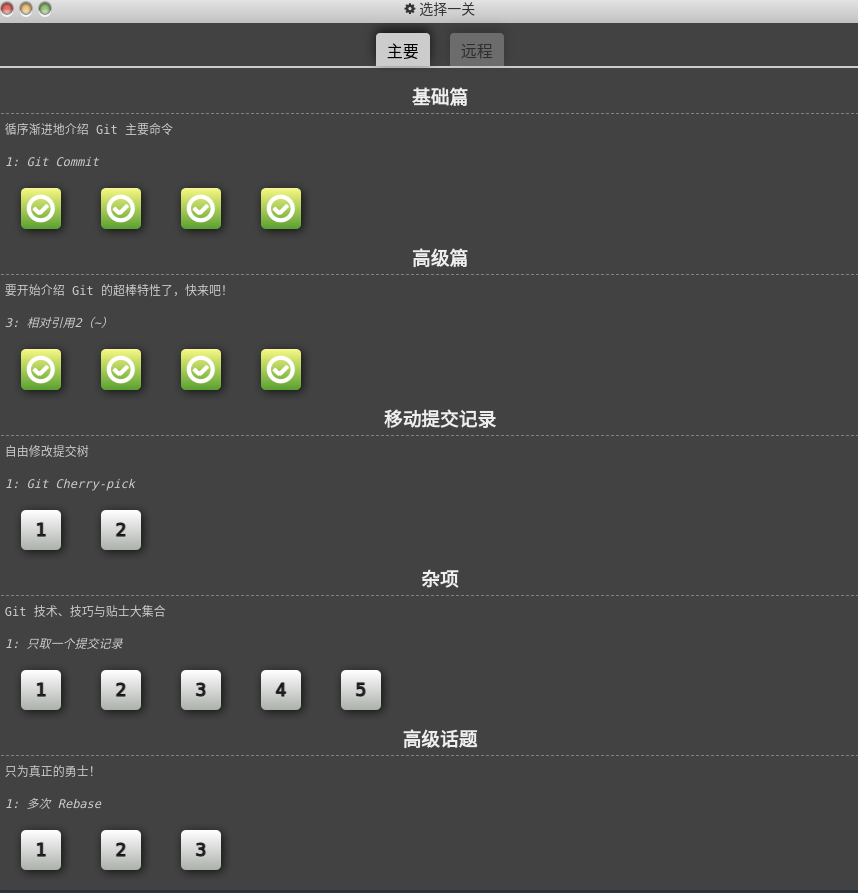 选择一关
主要 远程
基础篇
循序渐进地介绍 Git 主要命令
1: Git Commit
高级篇
要开始介绍 Git 的超棒特性了，快来吧！
3: 相对引用2（~）
移动提交记录
自由修改提交树
1: Git Cherry-pick
1 2
杂项
Git 技术、技巧与贴士大集合
1: 只取一个提交记录
1 2 3 4 5
高级话题
只为真正的勇士！
1: 多次 Rebase
1 2 3